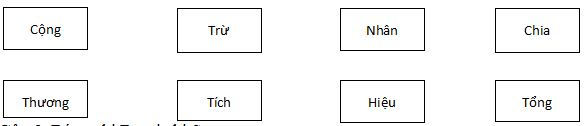 Cộng Trừ Nhân Chia
Thương Tích Hiệu Tổng